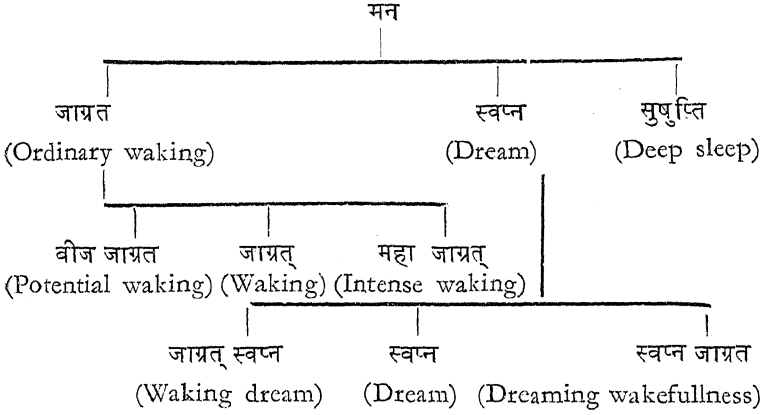 मन
जाग्रत स्वप्न सुषुप्ति
(Ordinary waking) (Dream) (Deep sleep)
वीज जाग्रत जाग्रत् महा जाग्रत्
(Potential waking) (Waking) (Intense waking)
जाग्रत् स्वप्न स्वप्न स्वप्न जाग्रत
(Waking dream) (Dream) (Dreaming wakefullness)